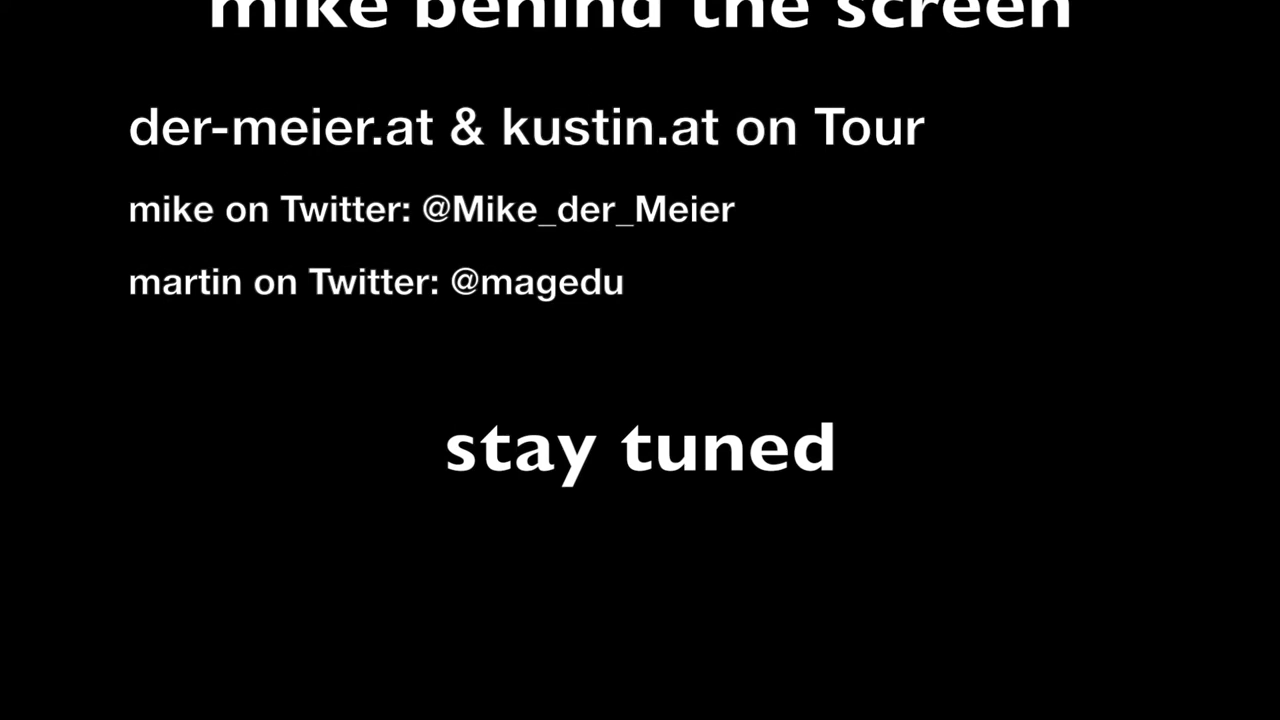 mike behind the screen
der-meier.at & kustin.at on Tour
mike on Twitter: @Mike_der_Meier
martin on Twitter: @magedu
stay tuned